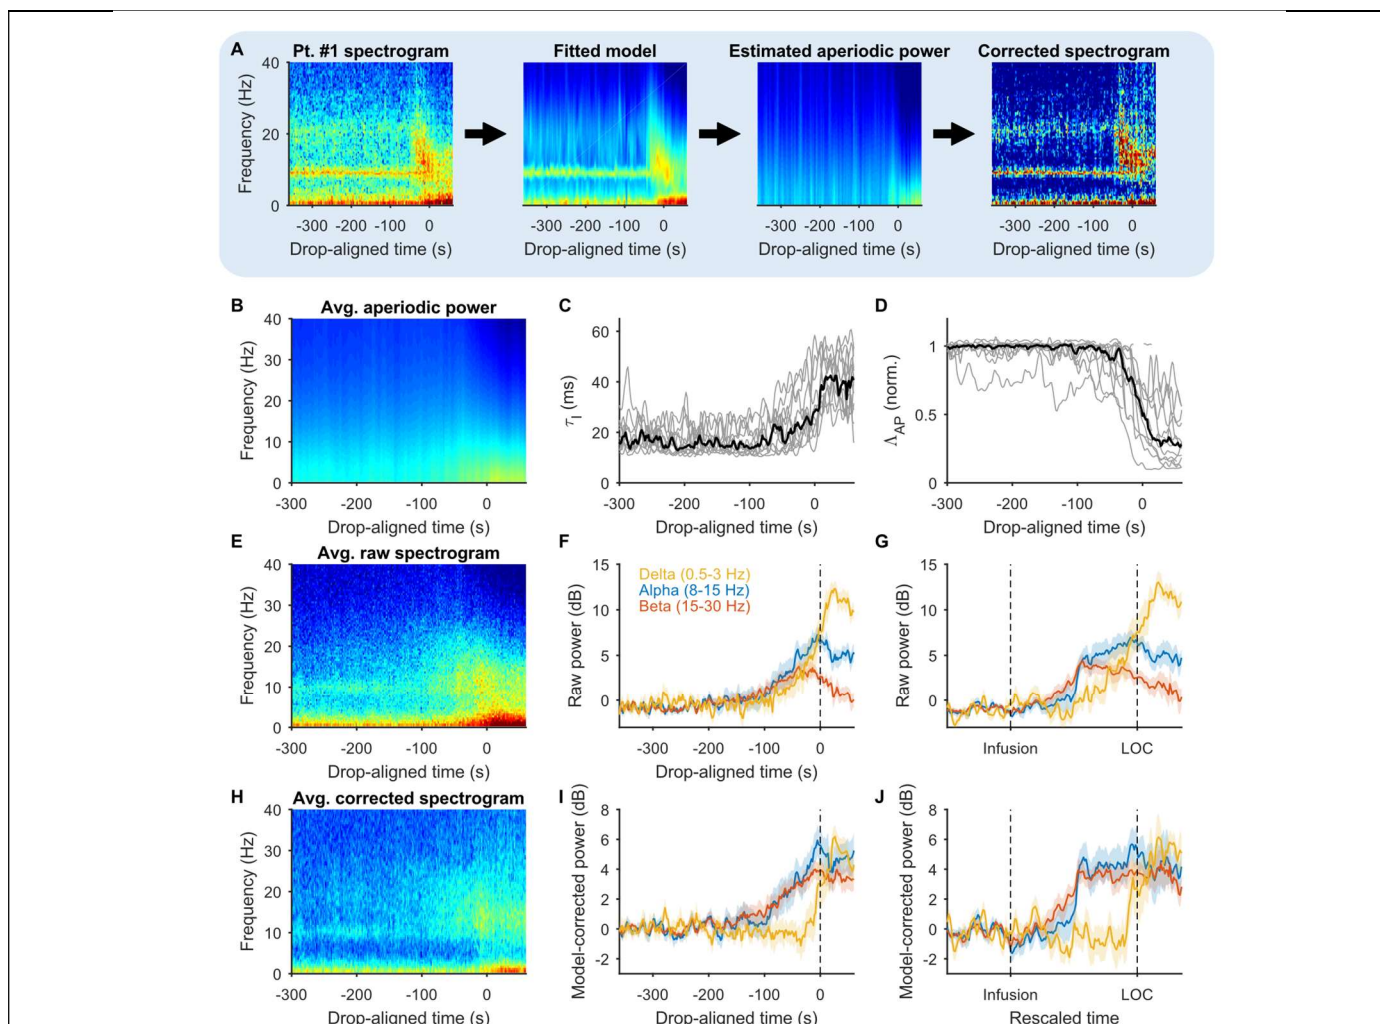 A
Pt. #1 spectrogram
Fitted model
Estimated aperiodic power
Corrected spectrogram
Frequency (Hz)
40
20
0
-300 -200 -100 0
-300 -200 -100 0
-300 -200 -100 0
-300 -200 -100 0
Drop-aligned time (s)
Drop-aligned time (s)
Drop-aligned time (s)
Drop-aligned time (s)
B
Avg. aperiodic power
Frequency (Hz)
40
30
20
10
0
-300 -200 -100 0
Drop-aligned time (s)
C
τI (ms)
60
40
20
0
-300 -200 -100 0
Drop-aligned time (s)
D
ΛAP (norm.)
1
0.5
0
-300 -200 -100 0
Drop-aligned time (s)
E
Avg. raw spectrogram
Frequency (Hz)
40
30
20
10
0
-300 -200 -100 0
Drop-aligned time (s)
F
Raw power (dB)
15
10
5
0
Delta (0.5-3 Hz)
Alpha (8-15 Hz)
Beta (15-30 Hz)
-300 -200 -100 0
Drop-aligned time (s)
G
Raw power (dB)
15
10
5
0
Infusion LOC
H
Avg. corrected spectrogram
Frequency (Hz)
40
30
20
10
0
-300 -200 -100 0
Drop-aligned time (s)
I
Model-corrected power (dB)
8
6
4
2
0
-2
-300 -200 -100 0
Drop-aligned time (s)
J
Model-corrected power (dB)
8
6
4
2
0
-2
Infusion LOC
Rescaled time